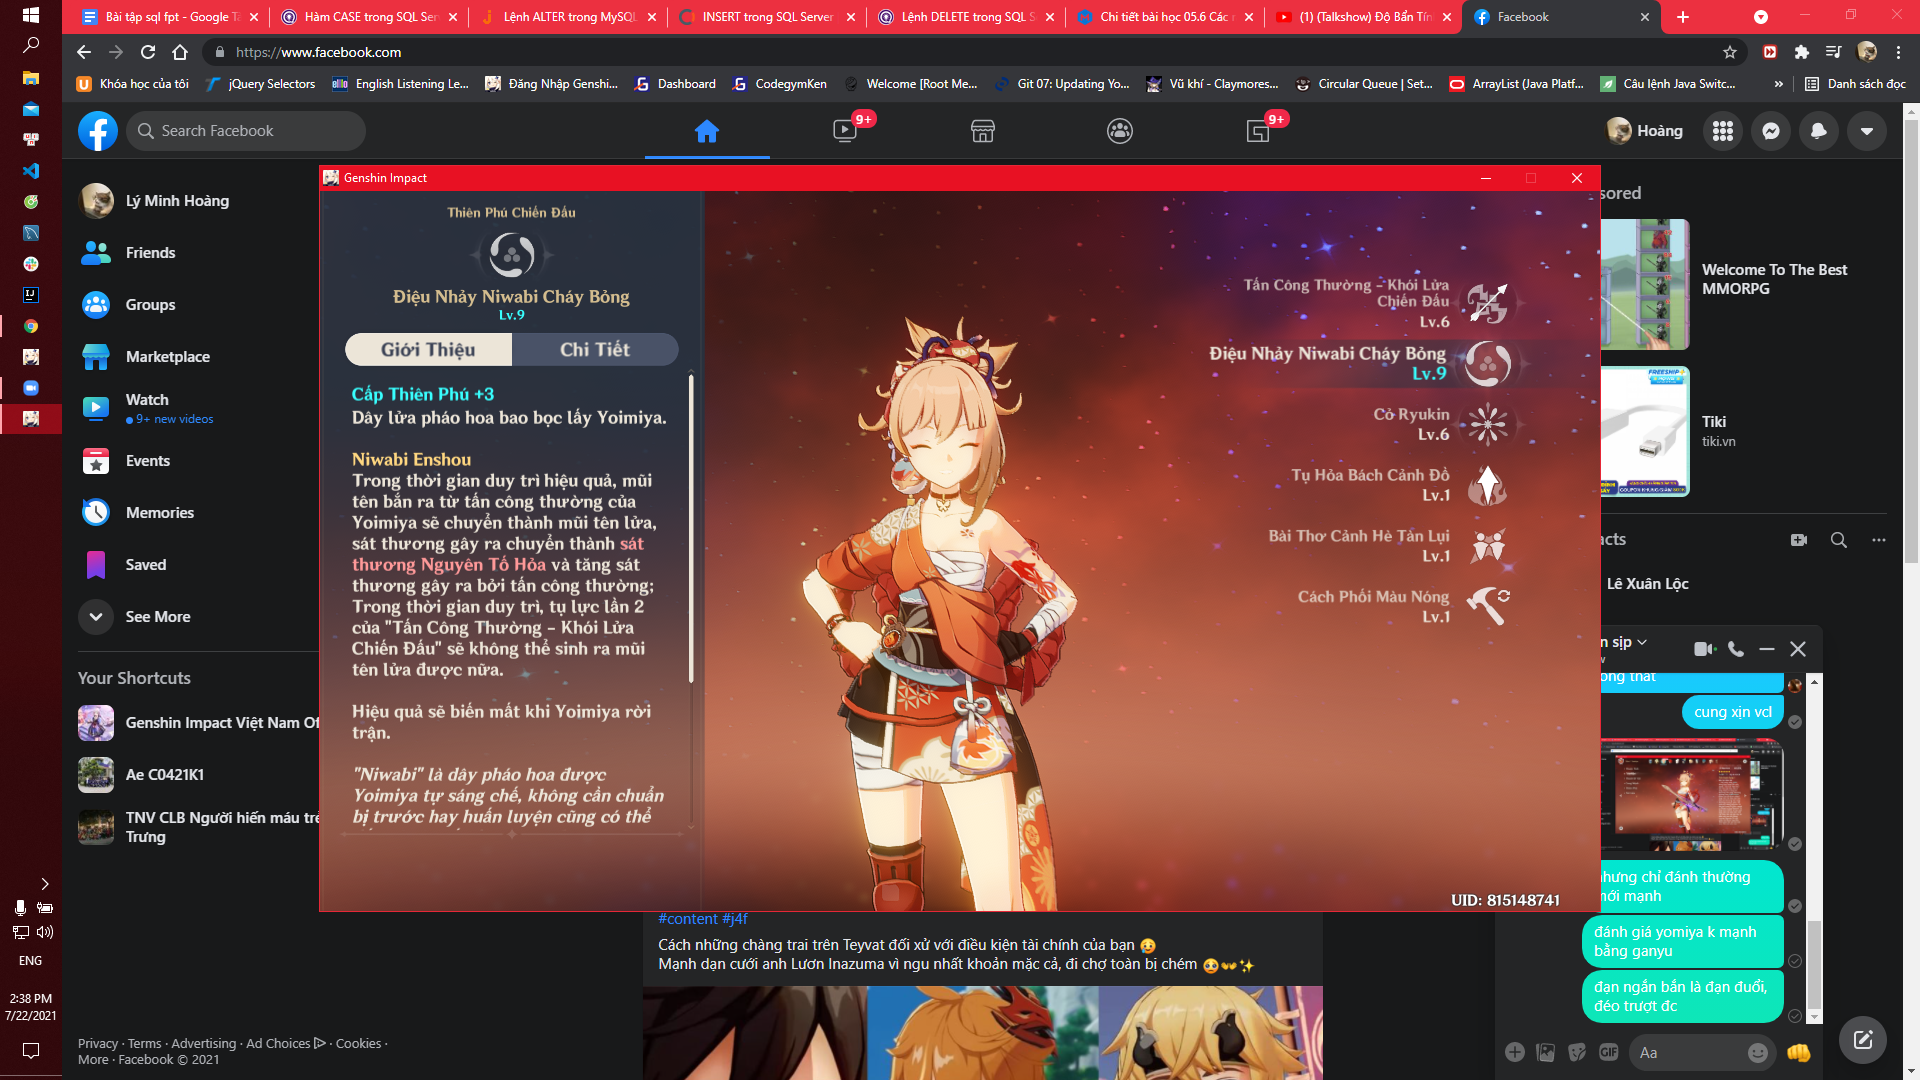 Bài tập sql fpt - Google Tà
Hàm CASE trong SQL Ser
Lệnh ALTER trong MySQL
INSERT trong SQL Server
Lệnh DELETE trong SQL S
Chi tiết bài học 05.6 Các
(1) (Talkshow) Độ Bẩn Tín
Facebook
https://www.facebook.com
Khóa học của tôi
jQuery Selectors
English Listening Le...
Đăng Nhập Genshi...
Dashboard
CodegymKen
Welcome [Root Me...
Git 07: Updating Yo...
Vũ khí - Claymores...
Circular Queue | Set...
ArrayList (Java Platf...
Câu lệnh Java Switc...
»
Danh sách đọc
Search Facebook
9+
9+
Hoàng
Lý Minh Hoàng
Friends
Groups
Marketplace
Watch
9+ new videos
Events
Memories
Saved
See More
Your Shortcuts
Genshin Impact Việt Nam Of
Ae C0421K1
TNV CLB Người hiến máu trẻ
Trưng
Privacy · Terms · Advertising · Ad Choices · Cookies ·
More · Facebook © 2021
Genshin Impact
Thiên Phú Chiến Đấu
Điệu Nhảy Niwabi Cháy Bỏng
Lv.9
Giới Thiệu
Chi Tiết
Cấp Thiên Phú +3
Dây lửa pháo hoa bao bọc lấy Yoimiya.
Niwabi Enshou
Trong thời gian duy trì hiệu quả, mũi
tên bắn ra từ tấn công thường của
Yoimiya sẽ chuyển thành mũi tên lửa,
sát thương gây ra chuyển thành sát
thương Nguyên Tố Hỏa và tăng sát
thương gây ra bởi tấn công thường;
Trong thời gian duy trì, tụ lực lần 2
của "Tấn Công Thường - Khói Lửa
Chiến Đấu" sẽ không thể sinh ra mũi
tên lửa được nữa.
Hiệu quả sẽ biến mất khi Yoimiya rời
trận.
"Niwabi" là dây pháo hoa được
Yoimiya tự sáng chế, không cần chuẩn
bị trước hay huấn luyện cũng có thể
Tấn Công Thường - Khói Lửa
Chiến Đấu
Lv.6
Điệu Nhảy Niwabi Cháy Bỏng
Lv.9
Cỏ Ryukin
Lv.6
Tụ Hỏa Bách Cảnh Đồ
Lv.1
Bài Thơ Cảnh Hè Tàn Lụi
Lv.1
Cách Phối Màu Nóng
Lv.1
UID: 815148741
#content #j4f
Cách những chàng trai trên Teyvat đối xử với điều kiện tài chính của bạn 😥
Mạnh dạn cưới anh Lươn Inazuma vì ngu nhất khoản mặc cả, đi chợ toàn bị chém 🥺👐✨
sored
Welcome To The Best
MMORPG
FREESHIP
Tiki
tiki.vn
acts
Lê Xuân Lộc
n sịp
ong that
cung xịn vcl
nhưng chỉ đánh thường
mới mạnh
đánh giá yomiya k mạnh
bằng ganyu
đạn ngắn bắn là đạn đuổi,
đéo trượt đc
GIF
Aa
ENG
2:38 PM
7/22/2021